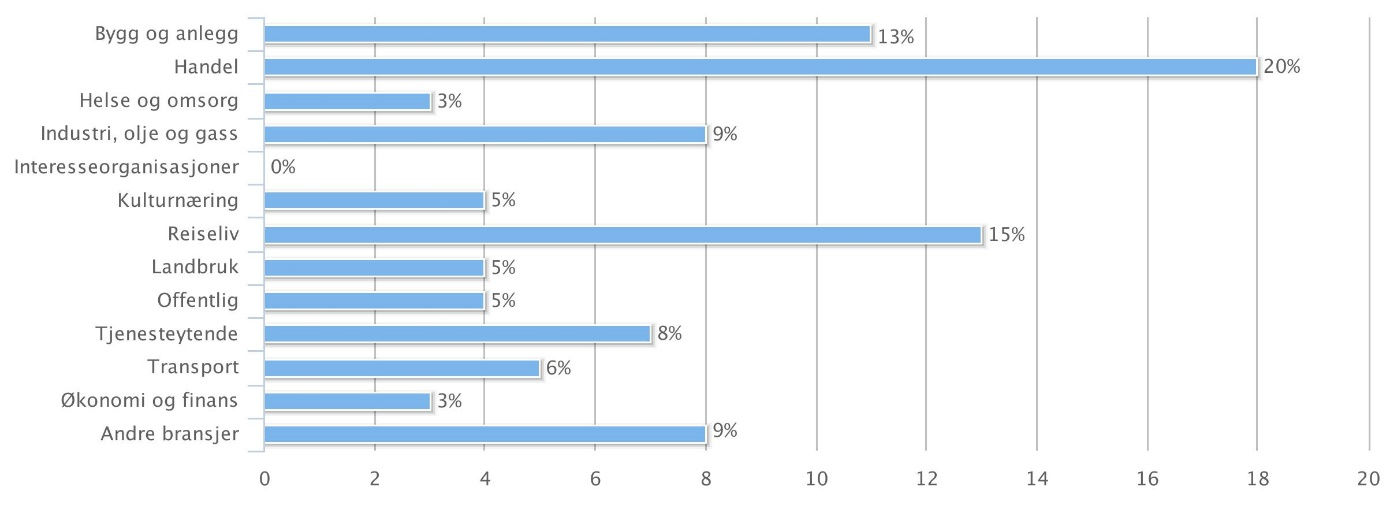 Bygg og anlegg 13%
Handel 20%
Helse og omsorg 3%
Industri, olje og gass 9%
Interesseorganisasjoner 0%
Kulturnæring 5%
Reiseliv 15%
Landbruk 5%
Offentlig 5%
Tjenesteytende 8%
Transport 6%
Økonomi og finans 3%
Andre bransjer 9%
0 2 4 6 8 10 12 14 16 18 20